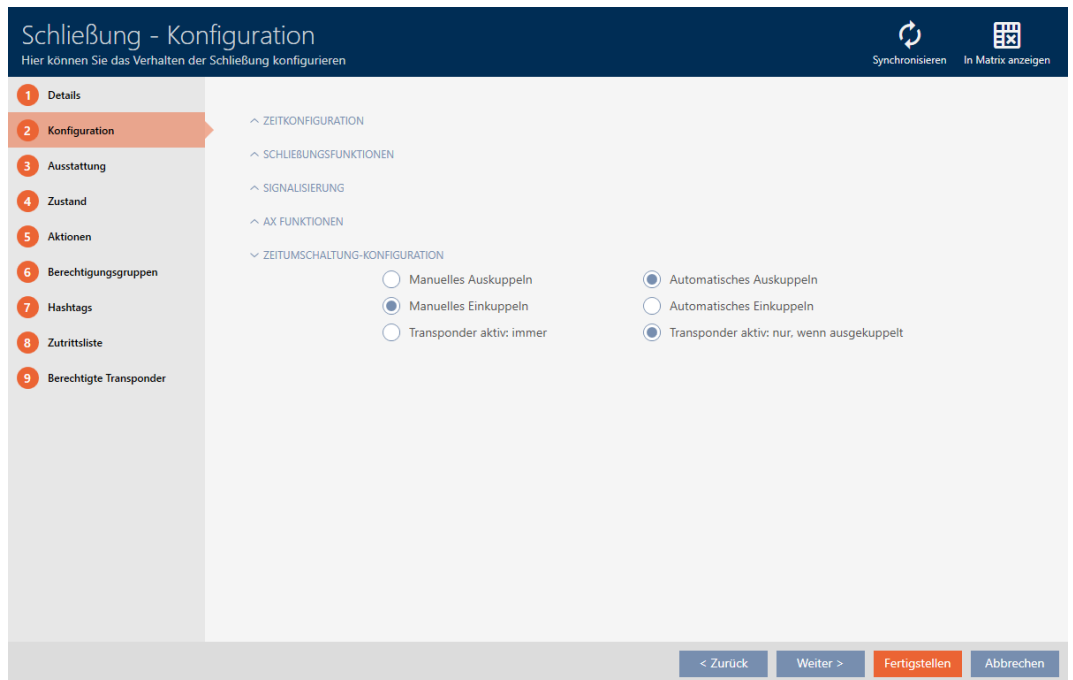 Schließung - Konfiguration
Hier können Sie das Verhalten der Schließung konfigurieren
Synchronisieren
In Matrix anzeigen
1 Details
2 Konfiguration
3 Ausstattung
4 Zustand
5 Aktionen
6 Berechtigungsgruppen
7 Hashtags
8 Zutrittsliste
9 Berechtigte Transponder
ZEITKONFIGURATION
SCHLIEßUNGSFUNKTIONEN
SIGNALISIERUNG
AX FUNKTIONEN
ZEITUMSCHALTUNG-KONFIGURATION
Manuelles Auskuppeln
Automatisches Auskuppeln
Manuelles Einkuppeln
Automatisches Einkuppeln
Transponder aktiv: immer
Transponder aktiv: nur, wenn ausgekuppelt
< Zurück
Weiter >
Fertigstellen
Abbrechen